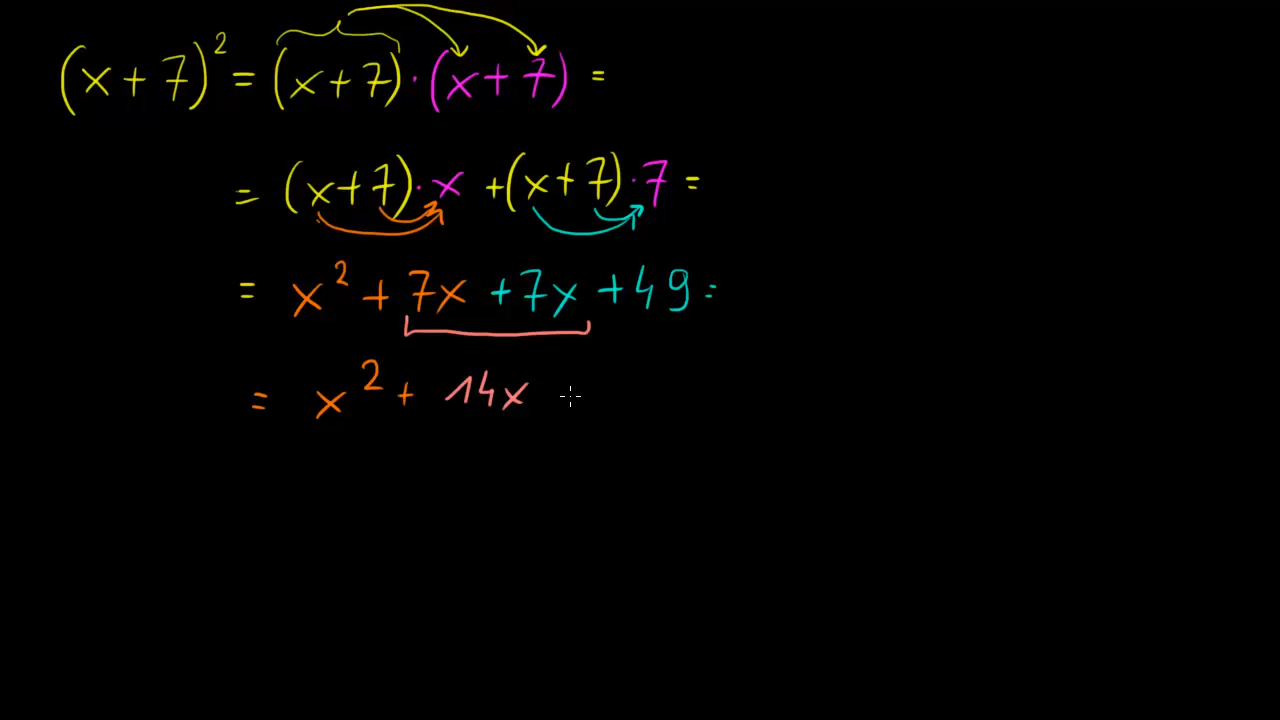 (x+7)² = (x+7)·(x+7) =
= (x+7)·x +(x+7)·7 =
= x² + 7x +7x +49 =
= x² + 14x